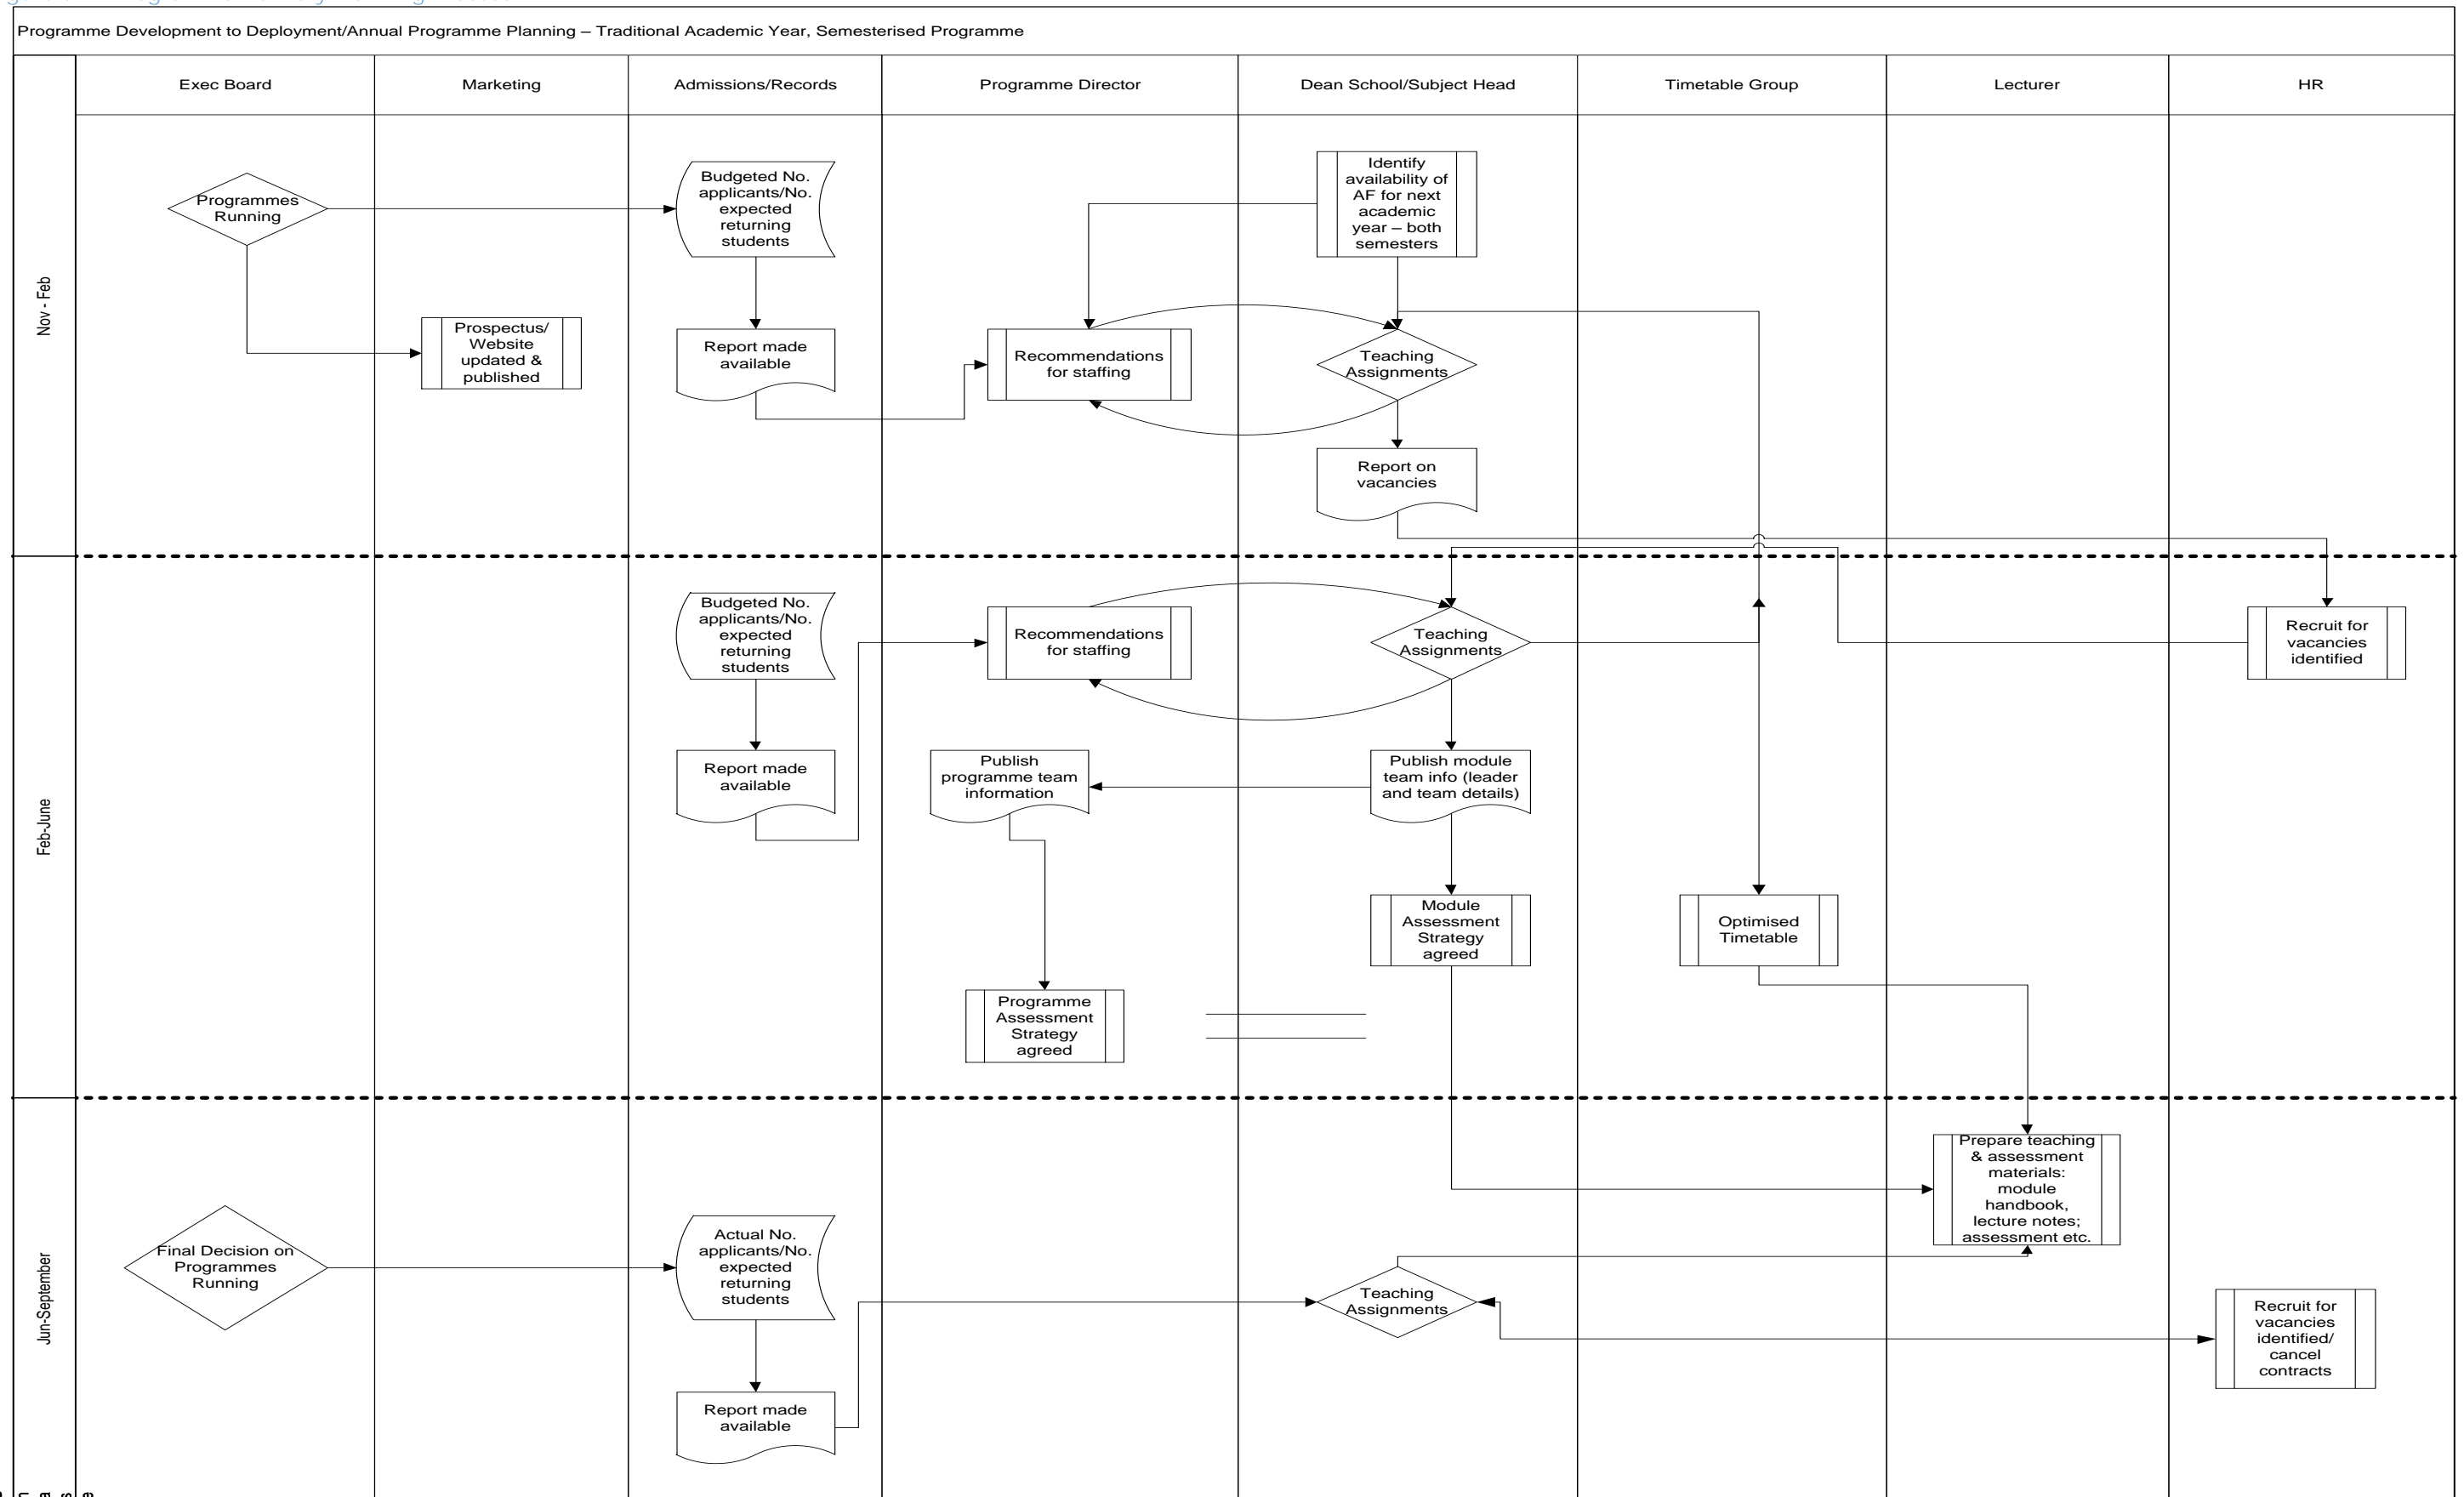 Programme Development to Deployment/Annual Programme Planning – Traditional Academic Year, Semesterised Programme
Exec Board
Marketing
Admissions/Records
Programme Director
Dean School/Subject Head
Timetable Group
Lecturer
HR
Nov - Feb
Programmes
Running
Budgeted No.
applicants/No.
expected
returning
students
Identify
availability of
AF for next
academic
year – both
semesters
Prospectus/
Website
updated &
published
Report made
available
Recommendations
for staffing
Teaching
Assignments
Report on
vacancies
Feb-June
Budgeted No.
applicants/No.
expected
returning
students
Recommendations
for staffing
Teaching
Assignments
Recruit for
vacancies
identified
Report made
available
Publish
programme team
information
Publish module
team info (leader
and team details)
Module
Assessment
Strategy
agreed
Optimised
Timetable
Programme
Assessment
Strategy
agreed
Jun-September
Prepare teaching
& assessment
materials:
module
handbook,
lecture notes;
assessment etc.
Final Decision on
Programmes
Running
Actual No.
applicants/No.
expected
returning
students
Teaching
Assignments
Recruit for
vacancies
identified/
cancel
contracts
Report made
available